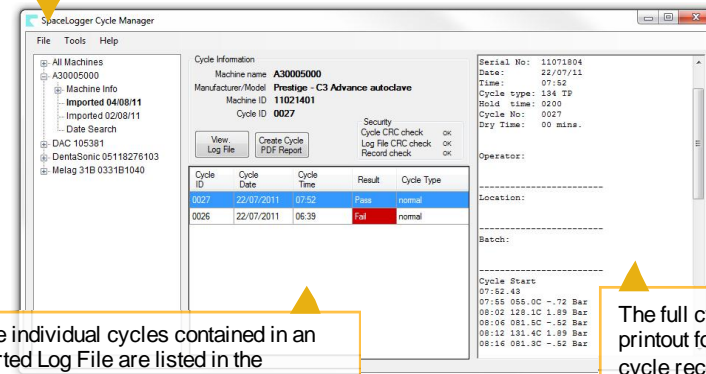 SpaceLogger Cycle Manager
File Tools Help
All Machines
A30005000
Machine Info
Imported 04/08/11
Imported 02/08/11
Date Search
DAC 105381
DentaSonic 05118276103
Melag 31B 0331B1040
Cycle Information
Machine name A30005000
Manufacturer/Model Prestige - C3 Advance autoclave
Machine ID 11021401
Cycle ID 0027
Security
Cycle CRC check OK
Log File CRC check OK
Record check OK
View. Log File
Create Cycle PDF Report
Cycle ID Cycle Date Cycle Time Result Cycle Type
0027 22/07/2011 07:52 Pass normal
0026 22/07/2011 06:39 Fail normal
Serial No: 11071804
Date: 22/07/11
Time: 07:52
Cycle type: 134 TP
Hold time: 0200
Cycle No: 0027
Dry Time: 00 mins.
Operator:
Location:
Batch:
Cycle Start
07:52.43
07:55 055.0C -.72 Bar
08:02 128.1C 1.89 Bar
08:06 081.5C -.52 Bar
08:12 131.4C 1.89 Bar
08:16 081.3C -.52 Bar
e individual cycles contained in an
rted Log File are listed in the
The full c
printout fo
cycle rec